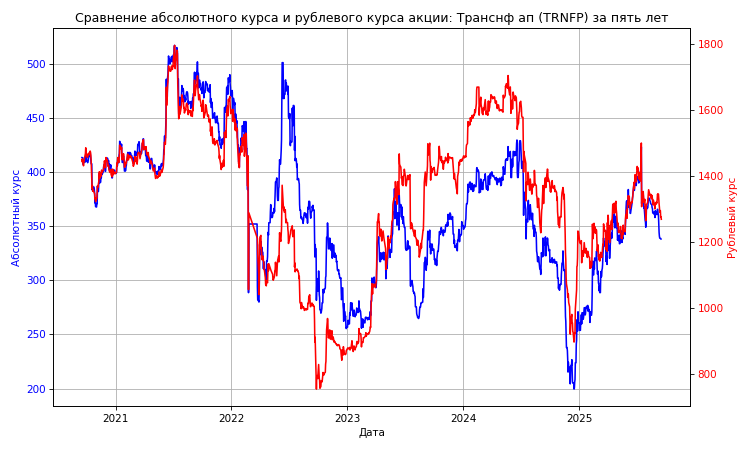 Сравнение абсолютного курса и рублевого курса акции: Транснф ап (TRNFP) за пять лет
Абсолютный курс
500
450
400
350
300
250
200
1800
1600
1400
1200
1000
800
Рублевый курс
2021 2022 2023 2024 2025
Дата